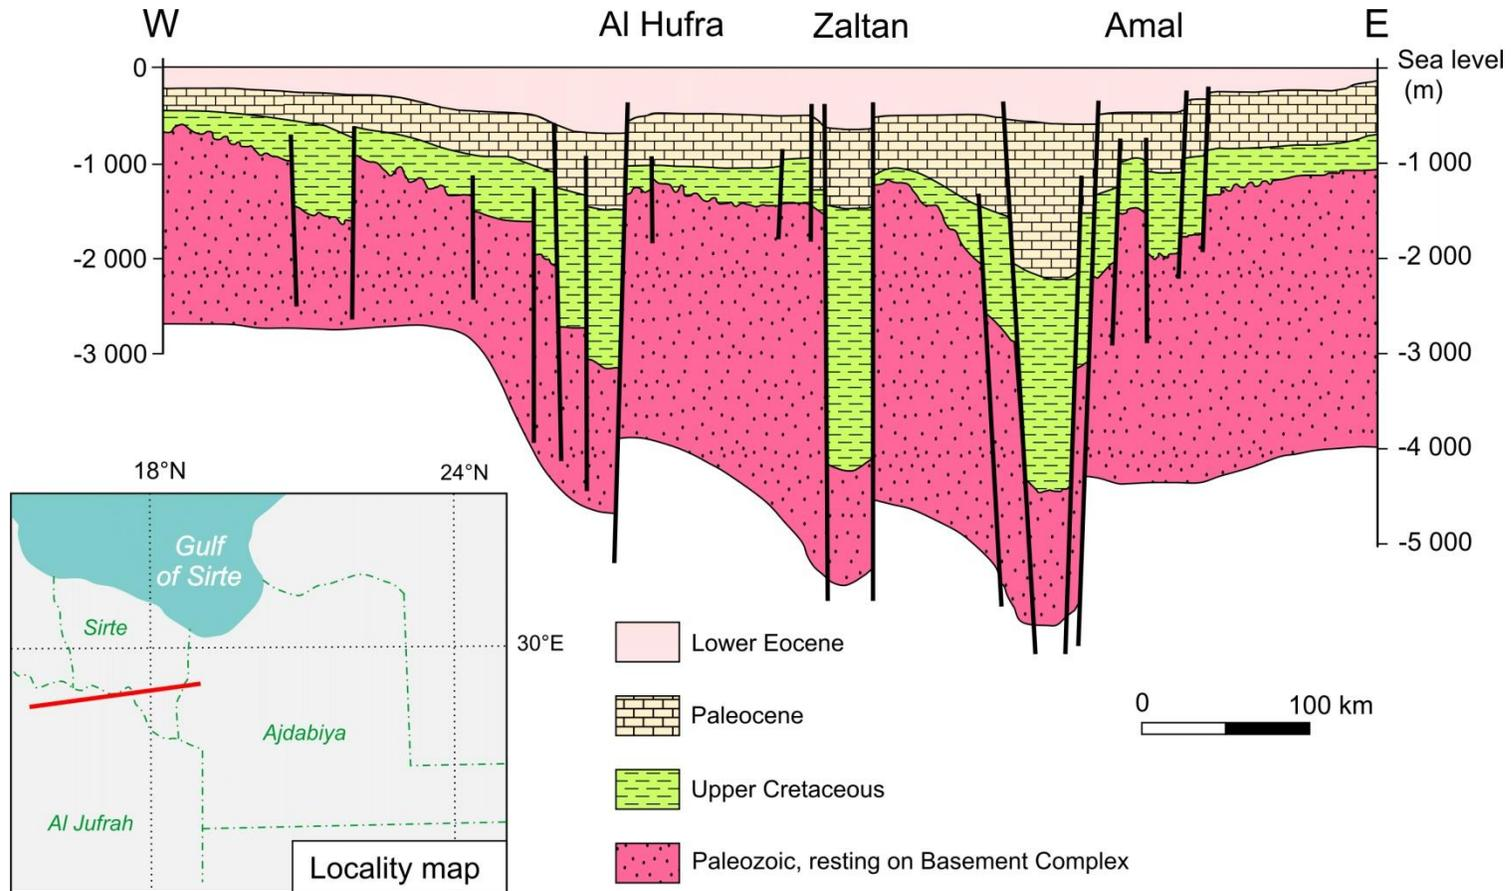 W
Al Hufra
Zaltan
Amal
E
Sea level
(m)
0
-1 000
-2 000
-3 000
-1 000
-2 000
-3 000
-4 000
-5 000
18°N
24°N
30°E
Gulf
of Sirte
Sirte
Ajdabiya
Al Jufrah
Locality map
Lower Eocene
Paleocene
Upper Cretaceous
Paleozoic, resting on Basement Complex
0
100 km